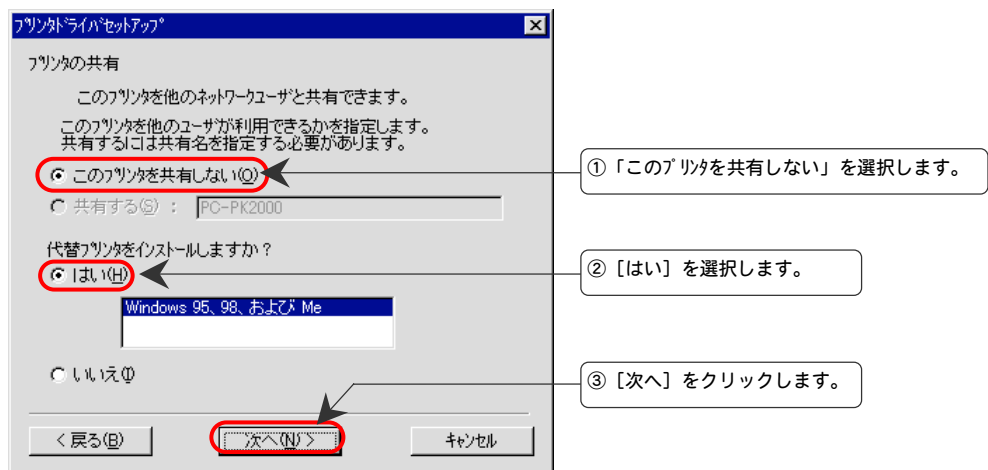 プリンタドライバセットアップ
プリンタの共有
このプリンタを他のネットワークユーザと共有できます。
このプリンタを他のユーザが利用できるかを指定します。
共有するには共有名を指定する必要があります。
このプリンタを共有しない(O)
①「このプリンタを共有しない」を選択します。
共有する(S) : PC-PK2000
代替プリンタをインストールしますか？
はい(H)
②［はい］を選択します。
Windows 95、98、および Me
いいえ(I)
③［次へ］をクリックします。
< 戻る(B)
次へ(N) >
キャンセル